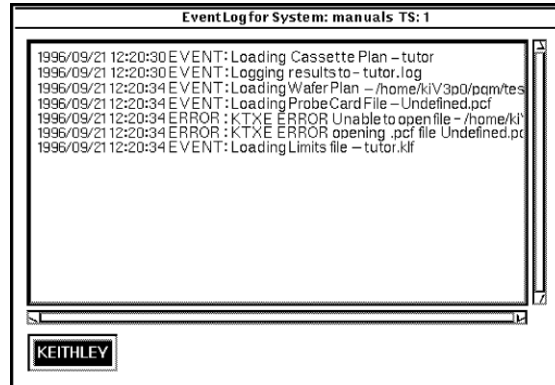 EventLog for System: manuals TS: 1
1996/09/21 12:20:30 EVENT: Loading Cassette Plan – tutor
1996/09/21 12:20:30 EVENT: Logging results to – tutor.log
1996/09/21 12:20:34 EVENT: Loading Wafer Plan – /home/kiV3p0/pqm/tes
1996/09/21 12:20:34 EVENT: Loading ProbeCard File – Undefined.pcf
1996/09/21 12:20:34 ERROR : KTXE ERROR Unable to open file – /home/ki
1996/09/21 12:20:34 ERROR : KTXE ERROR opening .pcf file Undefined.pc
1996/09/21 12:20:34 EVENT: Loading Limits file – tutor.klf
KEITHLEY